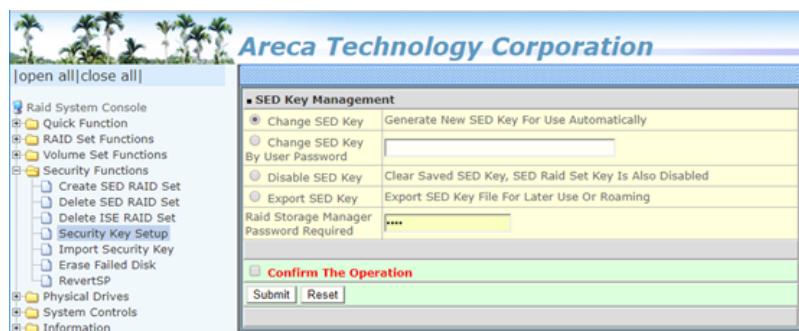 Areca Technology Corporation
|open all|close all|
Raid System Console
Quick Function
RAID Set Functions
Volume Set Functions
Security Functions
Create SED RAID Set
Delete SED RAID Set
Delete ISE RAID Set
Security Key Setup
Import Security Key
Erase Failed Disk
RevertSP
Physical Drives
System Controls
Information
SED Key Management
Change SED Key Generate New SED Key For Use Automatically
Change SED Key
By User Password
Disable SED Key Clear Saved SED Key, SED Raid Set Key Is Also Disabled
Export SED Key Export SED Key File For Later Use Or Roaming
Raid Storage Manager
Password Required ••••
Confirm The Operation
Submit Reset